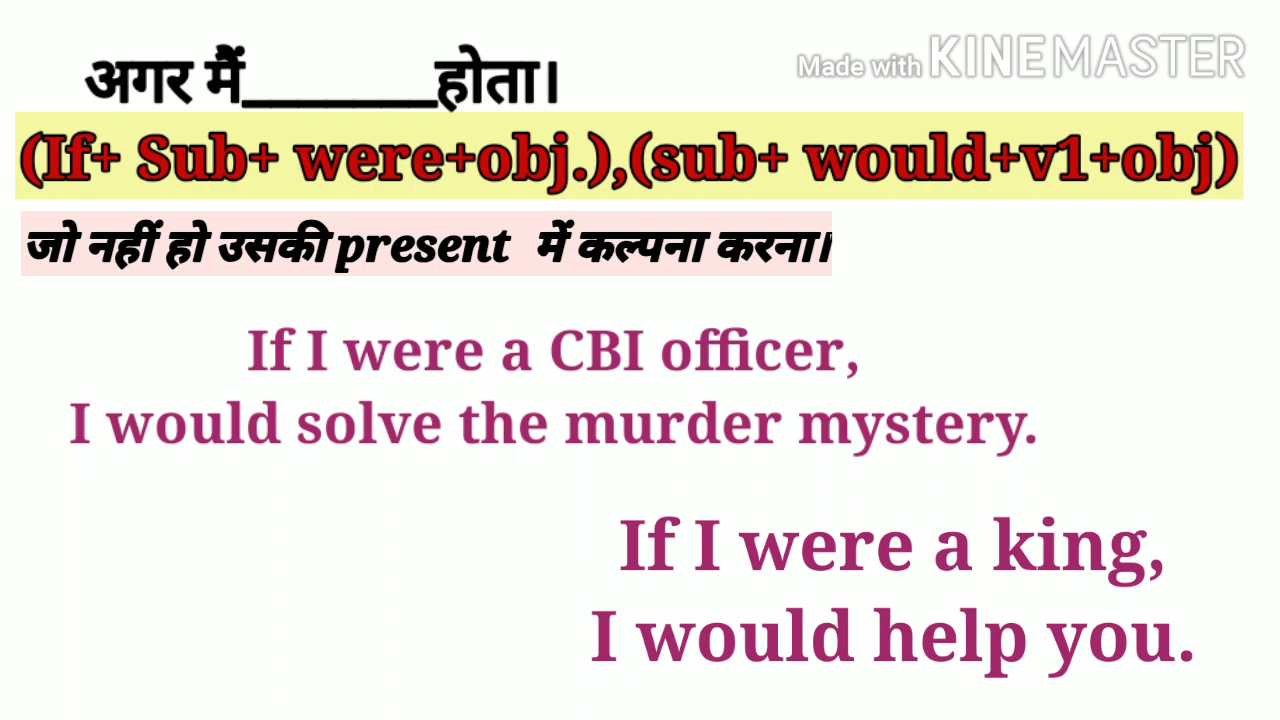 अगर मैं_______होता।
Made with KINEMASTER
(If+ Sub+ were+obj.),(sub+ would+v1+obj)
जो नहीं हो उसकी present में कल्पना करना।
If I were a CBI officer,
I would solve the murder mystery.
If I were a king,
I would help you.